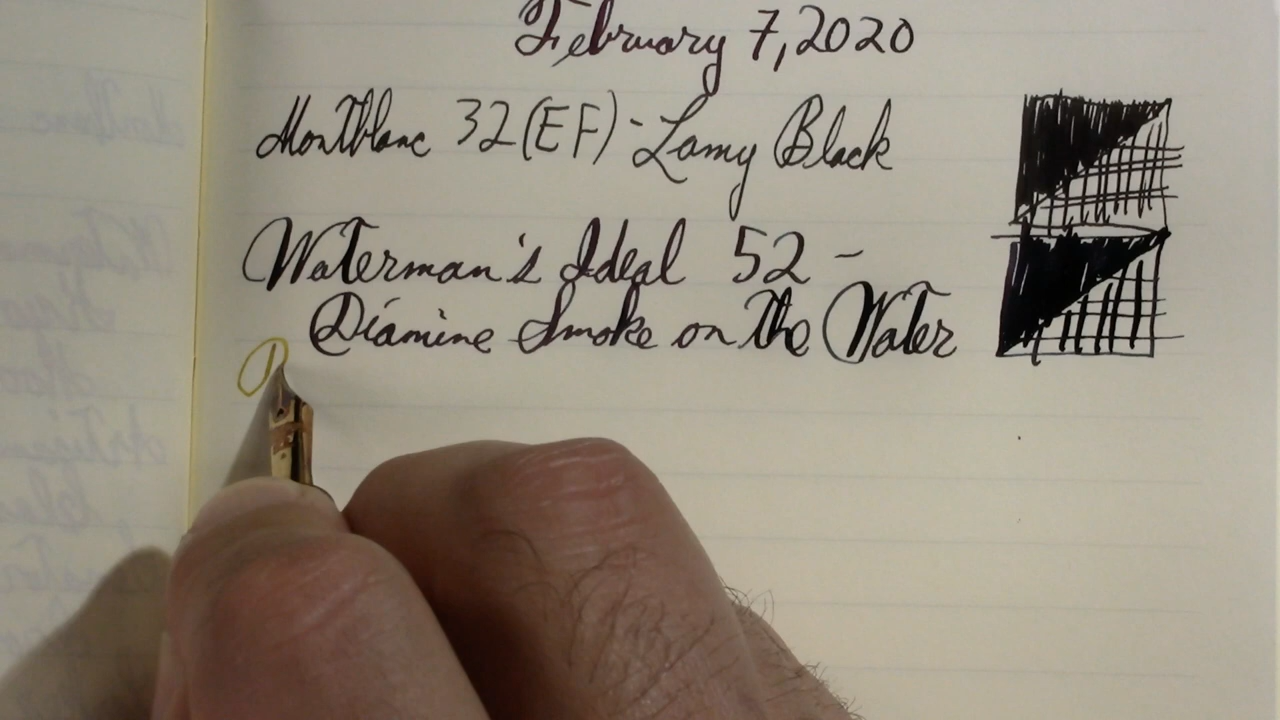 February 7, 2020
Montblanc 32 (EF) - Lamy Black
Waterman's Ideal 52 -
Diamine Smoke on the Water